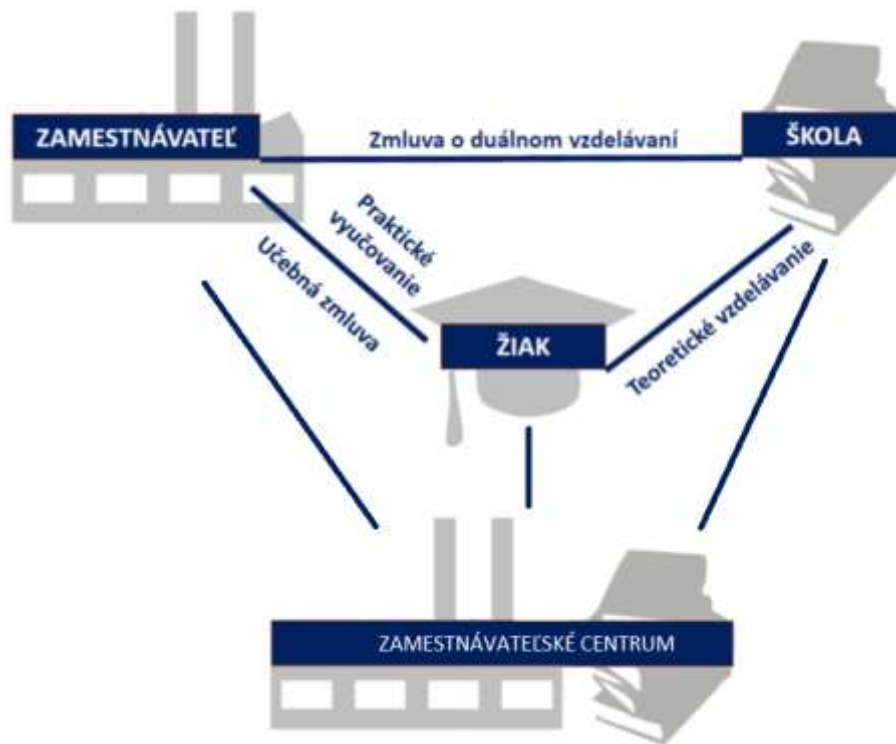 ZAMESTNÁVATEĽ
Zmluva o duálnom vzdelávaní
ŠKOLA
Praktické
vyučovanie
Učebná zmluva
ŽIAK
Teoretické vzdelávanie
ZAMESTNÁVATEĽSKÉ CENTRUM